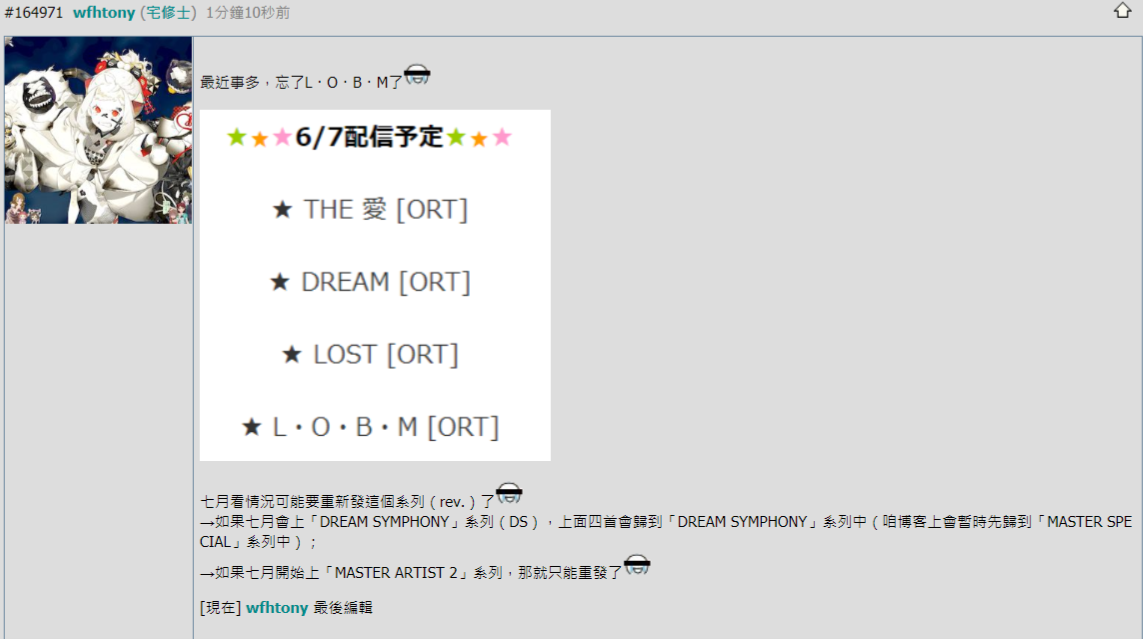 #164971 wfhtony (宅修士) 1分鐘10秒前
最近事多，忘了L・O・B・M了
★★★6/7配信予定★★★
★ THE 愛 [ORT]
★ DREAM [ORT]
★ LOST [ORT]
★ L・O・B・M [ORT]
七月看情況可能要重新發這個系列（rev.）了
→如果七月會上「DREAM SYMPHONY」系列（DS），上面四首會歸到「DREAM SYMPHONY」系列中（咱博客上會暫時先歸到「MASTER SPE
CIAL」系列中）；
→如果七月開始上「MASTER ARTIST 2」系列，那就只能重發了
[現在] wfhtony 最後編輯